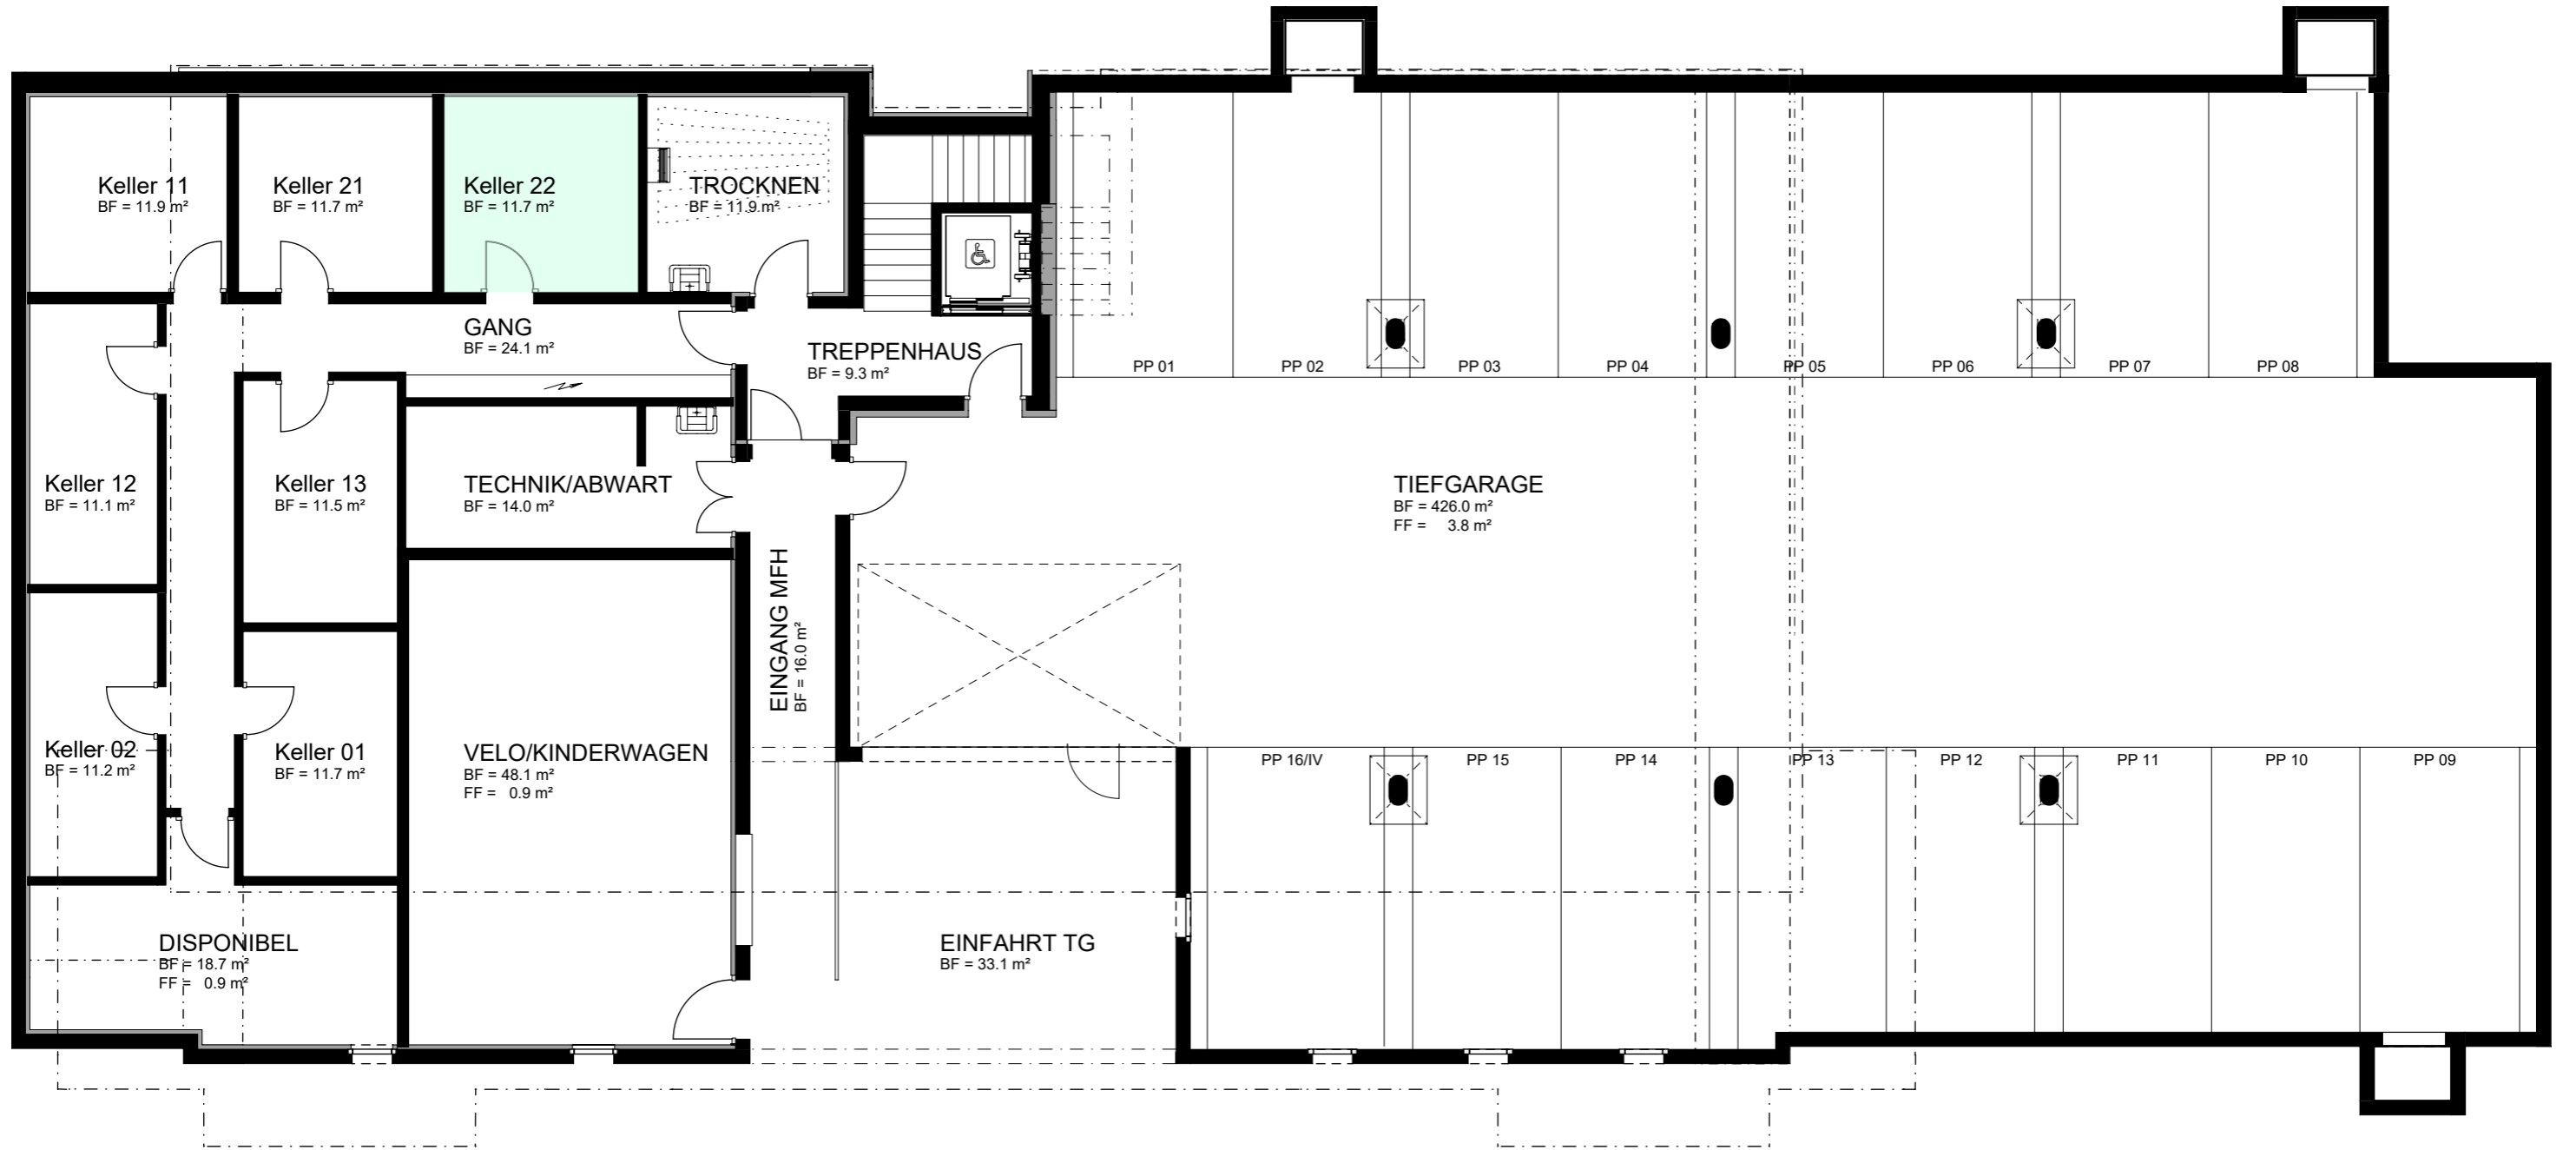 Keller 11
BF = 11.9 m²
Keller 21
BF = 11.7 m²
Keller 22
BF = 11.7 m²
TROCKNEN
BF = 11.9 m²
GANG
BF = 24.1 m²
TREPPENHAUS
BF = 9.3 m²
PP 01
PP 02
PP 03
PP 04
PP 05
PP 06
PP 07
PP 08
Keller 12
BF = 11.1 m²
Keller 13
BF = 11.5 m²
TECHNIK/ABWART
BF = 14.0 m²
TIEFGARAGE
BF = 426.0 m²
FF = 3.8 m²
EINGANG MFH
BF = 16.0 m²
Keller 02
BF = 11.2 m²
Keller 01
BF = 11.7 m²
VELO/KINDERWAGEN
BF = 48.1 m²
FF = 0.9 m²
PP 16/IV
PP 15
PP 14
PP 13
PP 12
PP 11
PP 10
PP 09
DISPONIBEL
BF = 18.7 m²
FF = 0.9 m²
EINFAHRT TG
BF = 33.1 m²